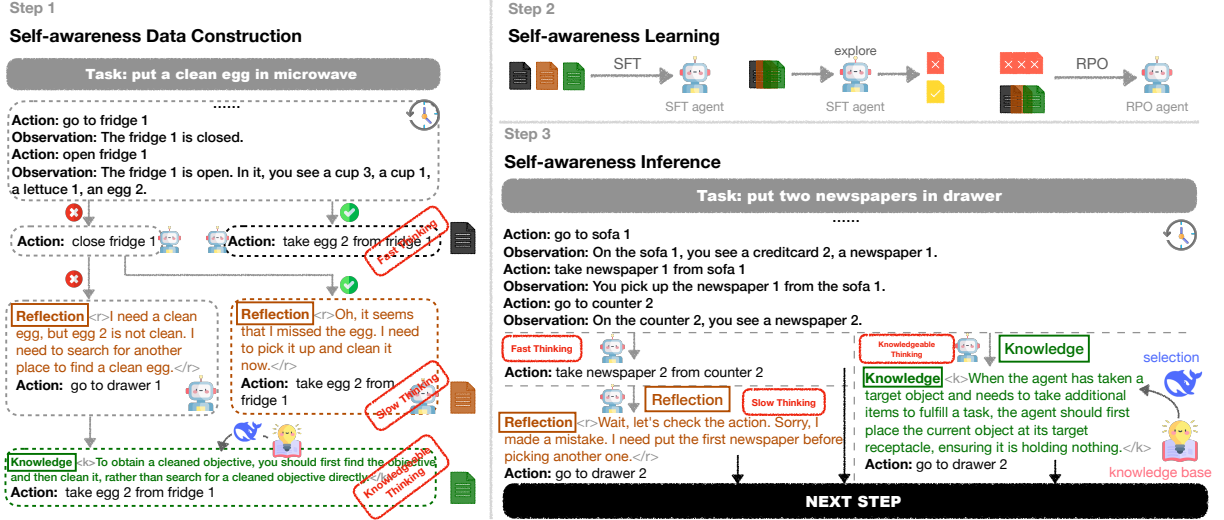 Step 1
Self-awareness Data Construction
Task: put a clean egg in microwave
......
Action: go to fridge 1
Observation: The fridge 1 is closed.
Action: open fridge 1
Observation: The fridge 1 is open. In it, you see a cup 3, a cup 1,
a lettuce 1, an egg 2.
Action: close fridge 1
Action: take egg 2 from fridge 1
Fast Thinking
Reflection<r>I need a clean
egg, but egg 2 is not clean. I
need to search for another
place to find a clean egg.</r>
Action: go to drawer 1
Reflection<r>Oh, it seems
that I missed the egg. I need
to pick it up and clean it
now.</r>
Action: take egg 2 from
fridge 1
Slow Thinking
Knowledge<k>To obtain a cleaned objective, you should first find the objective
and then clean it, rather than search for a cleaned objective directly.</k>
Action: take egg 2 from fridge 1
Knowledgeable
Thinking
Step 2
Self-awareness Learning
SFT
SFT agent
explore
SFT agent
RPO
RPO agent
Step 3
Self-awareness Inference
Task: put two newspapers in drawer
......
Action: go to sofa 1
Observation: On the sofa 1, you see a creditcard 2, a newspaper 1.
Action: take newspaper 1 from sofa 1
Observation: You pick up the newspaper 1 from the sofa 1.
Action: go to counter 2
Observation: On the counter 2, you see a newspaper 2.
Fast Thinking
Action: take newspaper 2 from counter 2
Reflection
Slow Thinking
Reflection<r>Wait, let's check the action. Sorry, I
made a mistake. I need put the first newspaper before
picking another one.</r>
Action: go to drawer 2
Knowledgeable
Thinking
Knowledge
selection
Knowledge<k>When the agent has taken a
target object and needs to take additional
items to fulfill a task, the agent should first
place the current object at its target
receptacle, ensuring it is holding nothing.</k>
Action: go to drawer 2
knowledge base
NEXT STEP